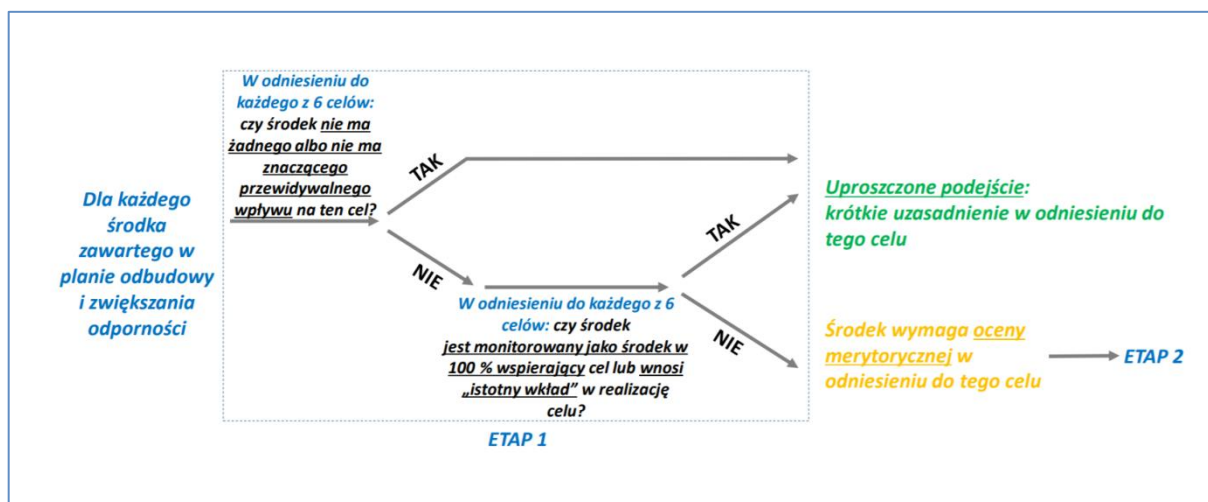 W odniesieniu do
każdego z 6 celów:
czy środek nie ma
żadnego albo nie ma
znaczącego
przewidywalnego
wpływu na ten cel?
Dla każdego
środka
zawartego w
planie odbudowy
i zwiększania
odporności
TAK
NIE
W odniesieniu do każdego z 6
celów: czy środek
jest monitorowany jako środek w
100 % wspierający cel lub wnosi
„istotny wkład” w realizację
celu?
TAK
NIE
Uproszczone podejście:
krótkie uzasadnienie w odniesieniu do
tego celu
Środek wymaga oceny
merytorycznej w
odniesieniu do tego celu
ETAP 2
ETAP 1